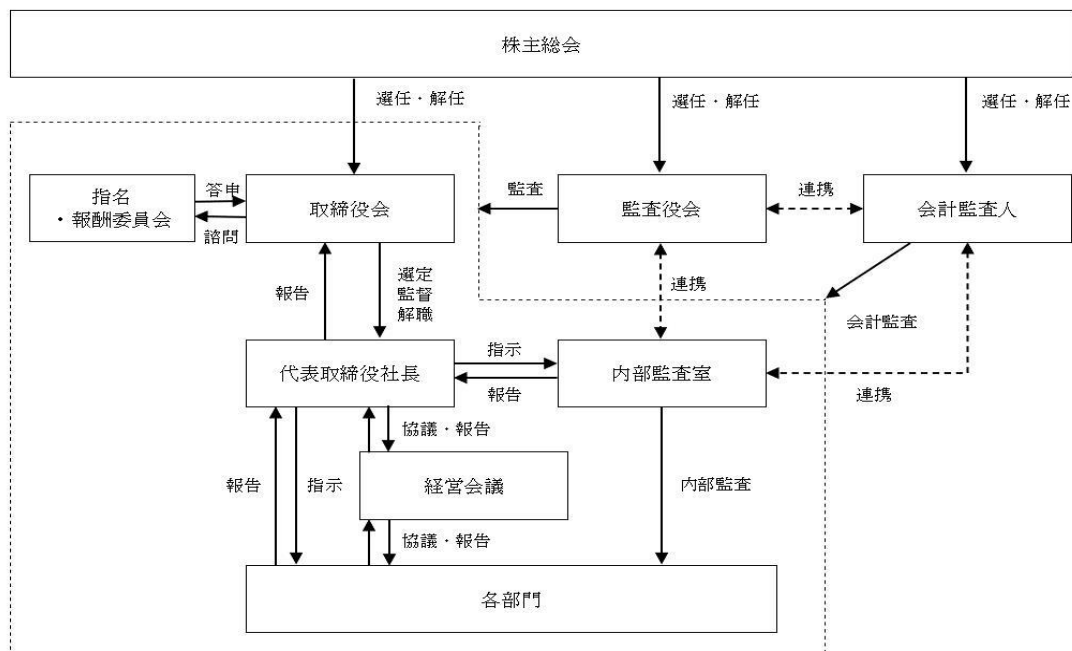 株主総会
選任・解任
選任・解任
選任・解任
指名
・報酬委員会
答申
諮問
取締役会
監査
監査役会
連携
会計監査人
報告
選定
監督
解職
連携
会計監査
代表取締役社長
指示
報告
内部監査室
連携
協議・報告
報告
指示
経営会議
内部監査
協議・報告
各部門